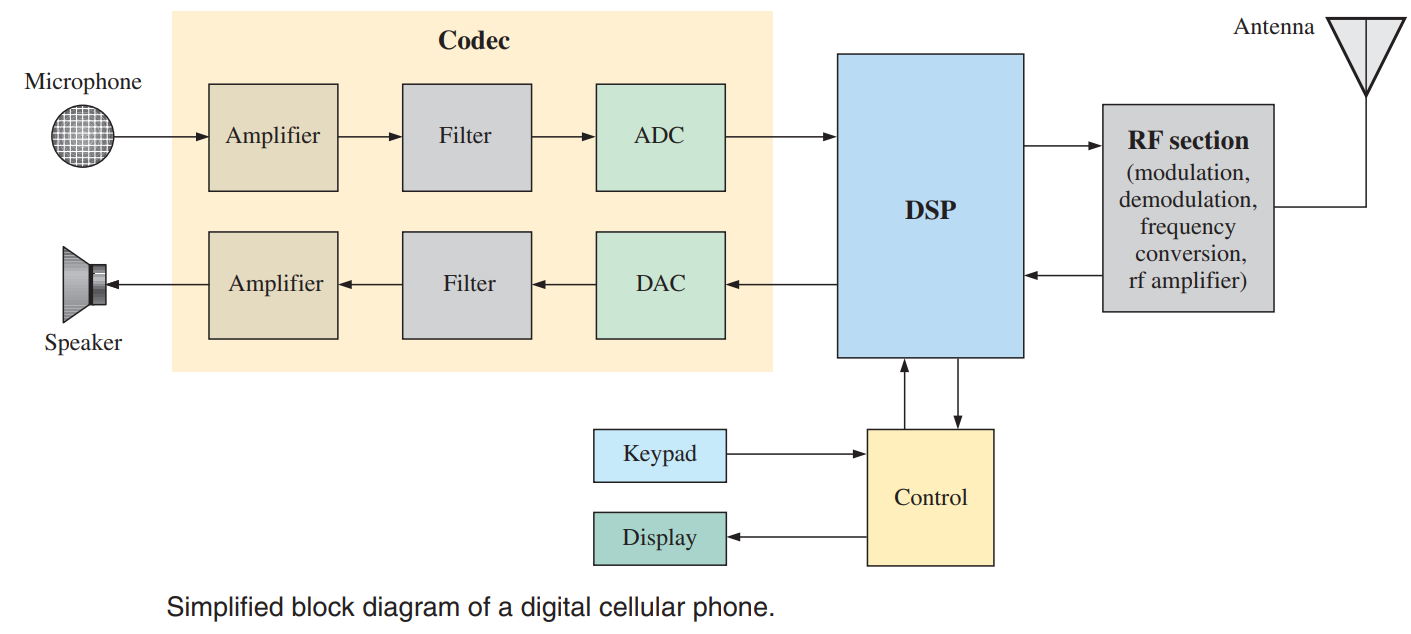 Antenna
Codec
Microphone
Amplifier
Filter
ADC
DSP
RF section
(modulation,
demodulation,
frequency
conversion,
rf amplifier)
Amplifier
Filter
DAC
Speaker
Keypad
Control
Display
Simplified block diagram of a digital cellular phone.